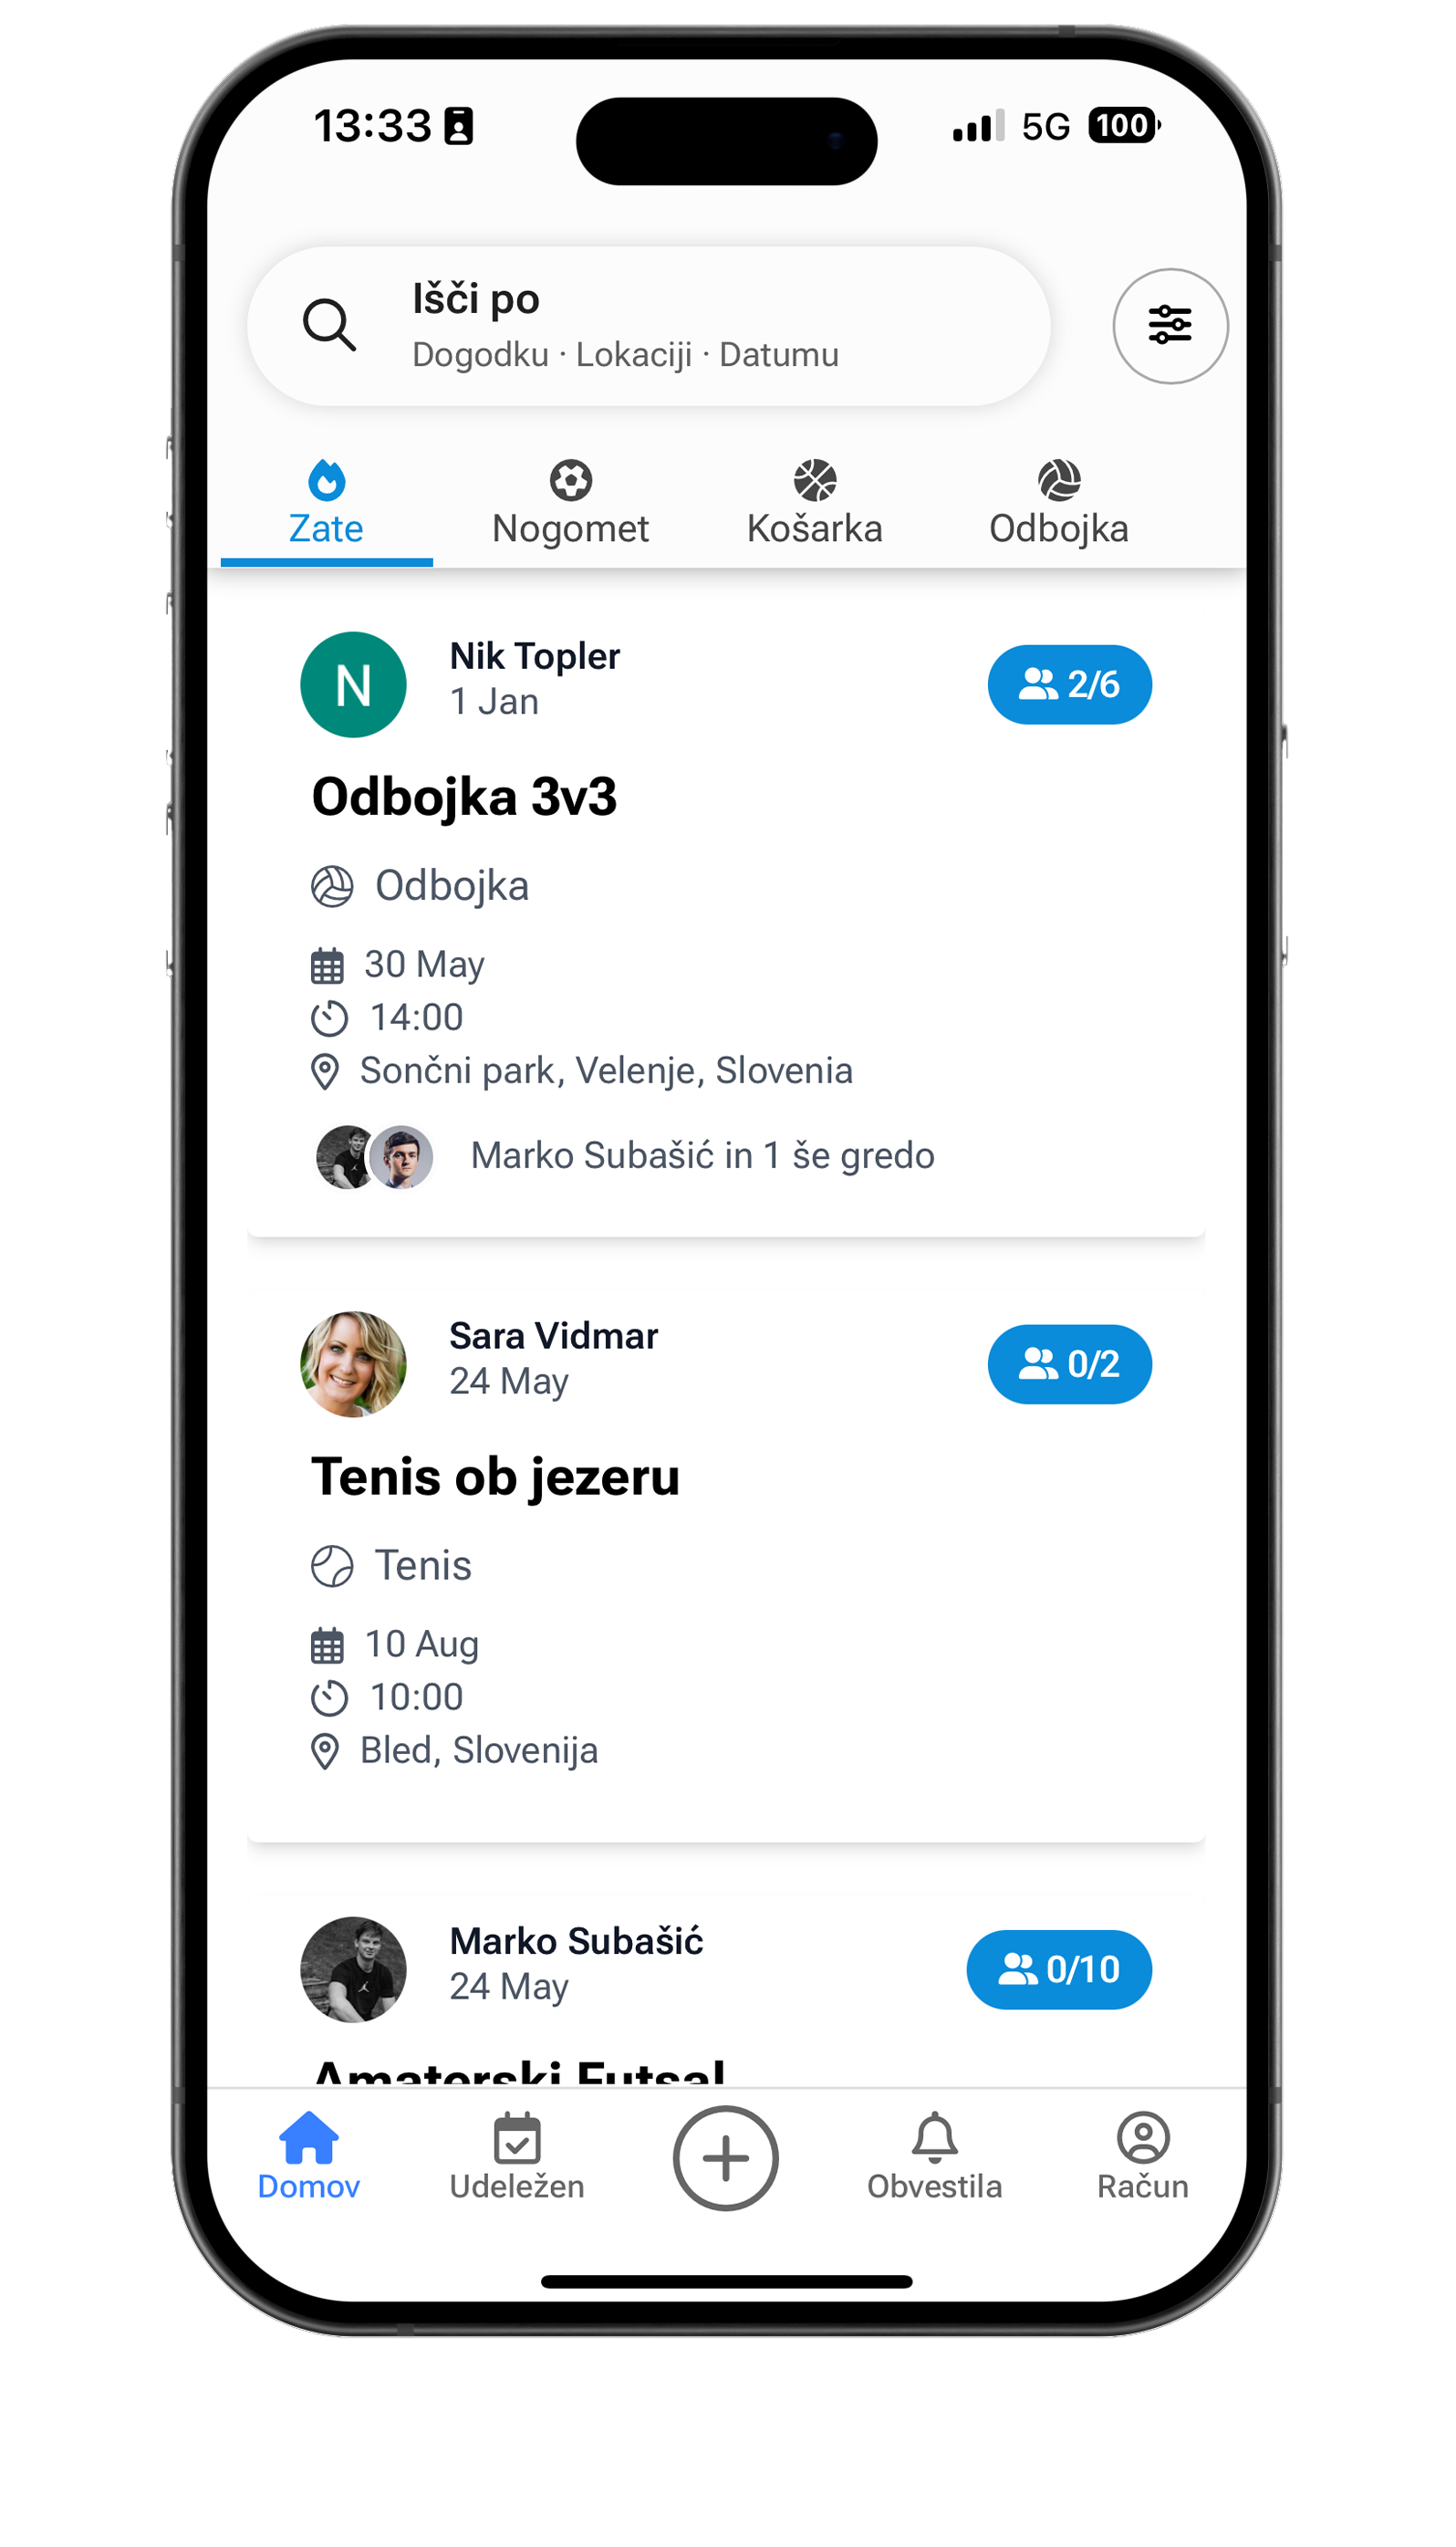 13:33 5G 100
Išči po
Dogodku · Lokaciji · Datumu
Zate Nogomet Košarka Odbojka
N
Nik Topler
1 Jan
2/6
Odbojka 3v3
Odbojka
30 May
14:00
Sončni park, Velenje, Slovenia
Marko Subašić in 1 še gredo
Sara Vidmar
24 May
0/2
Tenis ob jezeru
Tenis
10 Aug
10:00
Bled, Slovenija
Marko Subašić
24 May
0/10
Amaterski Futsal
Domov Udeležen Obvestila Račun